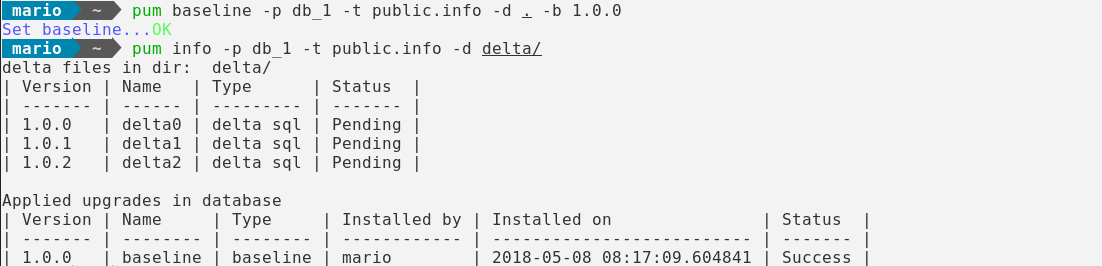 mario ~ pum baseline -p db_1 -t public.info -d . -b 1.0.0
Set baseline...OK
mario ~ pum info -p db_1 -t public.info -d delta/
delta files in dir:  delta/
| Version | Name   | Type      | Status  |
| ------- | ------ | --------- | ------- |
| 1.0.0   | delta0 | delta sql | Pending |
| 1.0.1   | delta1 | delta sql | Pending |
| 1.0.2   | delta2 | delta sql | Pending |
Applied upgrades in database
| Version | Name     | Type     | Installed by | Installed on               | Status  |
| ------- | -------- | -------- | ------------ | -------------------------- | ------- |
| 1.0.0   | baseline | baseline | mario        | 2018-05-08 08:17:09.604841 | Success |